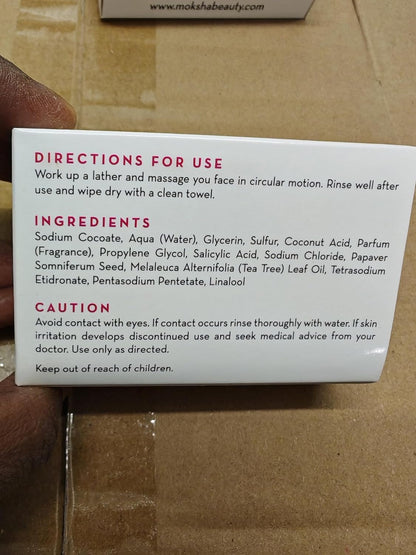 www.mokshabeauty.com
DIRECTIONS FOR USE
Work up a lather and massage you face in circular motion. Rinse well after
use and wipe dry with a clean towel.
INGREDIENTS
Sodium Cocoate, Aqua (Water), Glycerin, Sulfur, Coconut Acid, Parfum
(Fragrance), Propylene Glycol, Salicylic Acid, Sodium Chloride, Papaver
Somniferum Seed, Melaleuca Alternifolia (Tea Tree) Leaf Oil, Tetrasodium
Etidronate, Pentasodium Pentetate, Linalool
CAUTION
Avoid contact with eyes. If contact occurs rinse thoroughly with water. If skin
irritation develops discontinued use and seek medical advice from your
doctor. Use only as directed.
Keep out of reach of children.